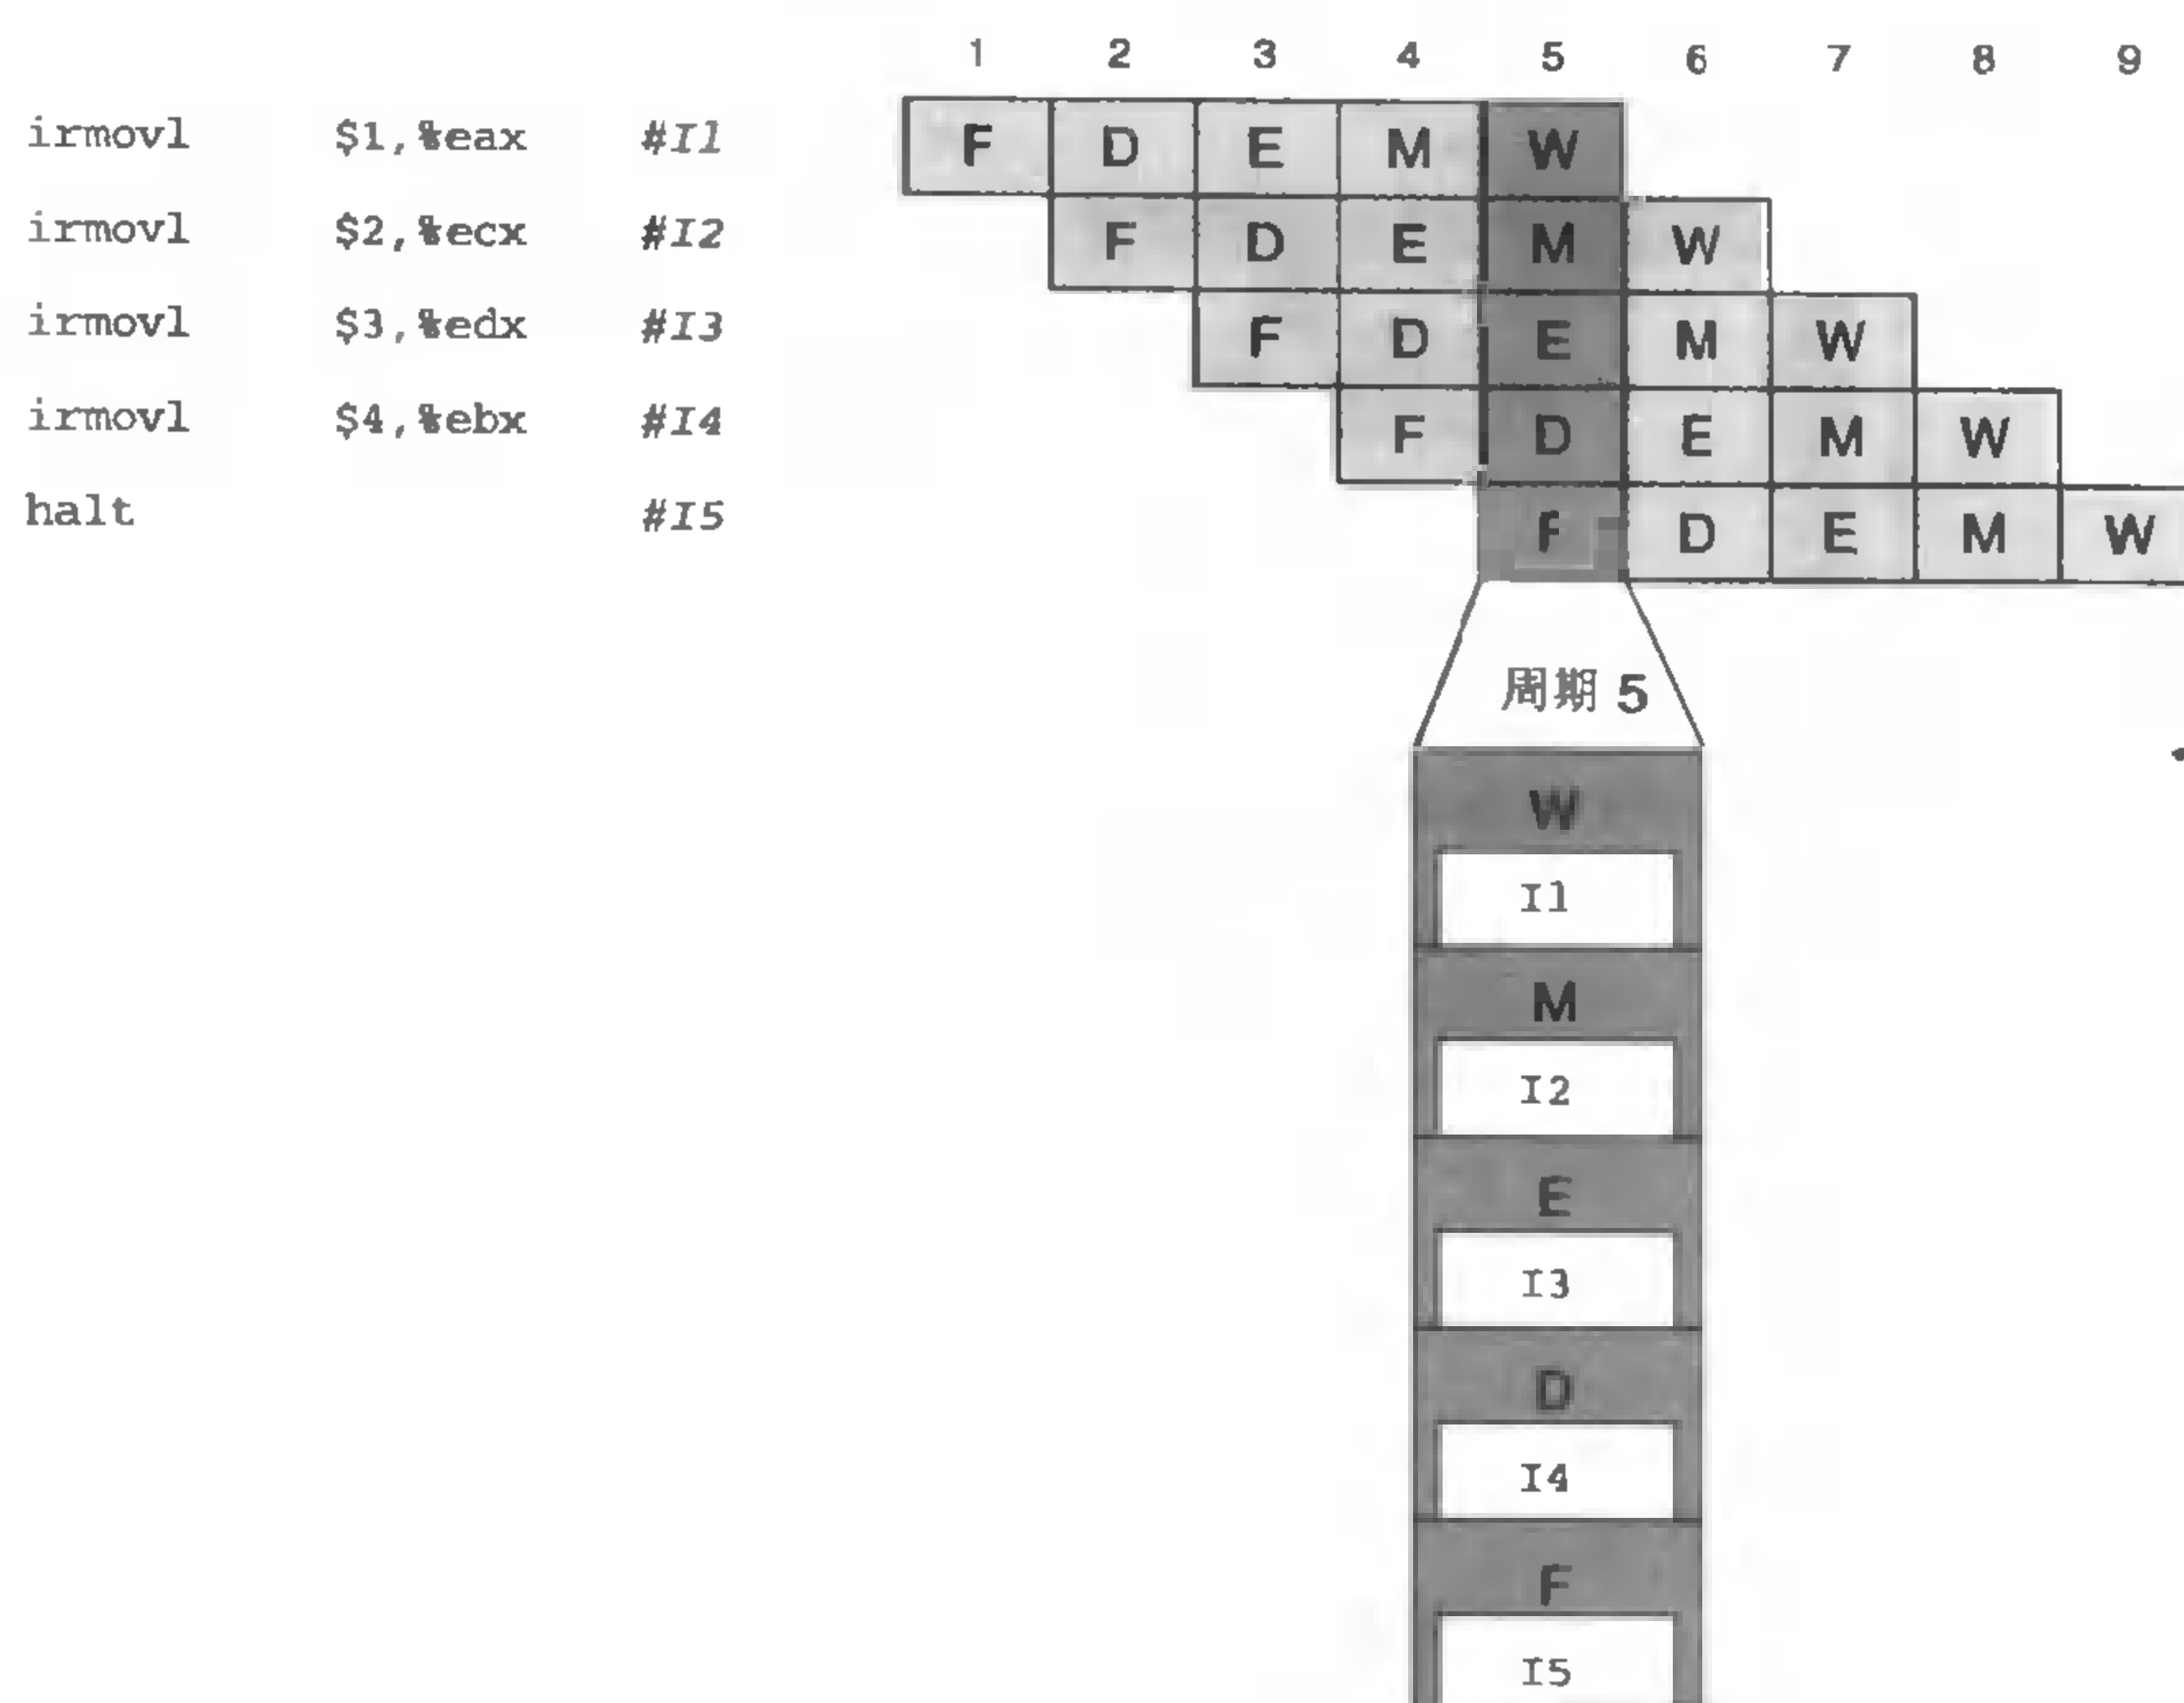 1 2 3 4 5 6 7 8 9
irmovl $1,%eax #I1 F D E M W
irmovl $2,%ecx #I2 F D E M W
irmovl $3,%edx #I3 F D E M W
irmovl $4,%ebx #I4 F D E M W
halt #I5 F D E M W
周期 5
W
I1
M
I2
E
I3
D
I4
F
I5